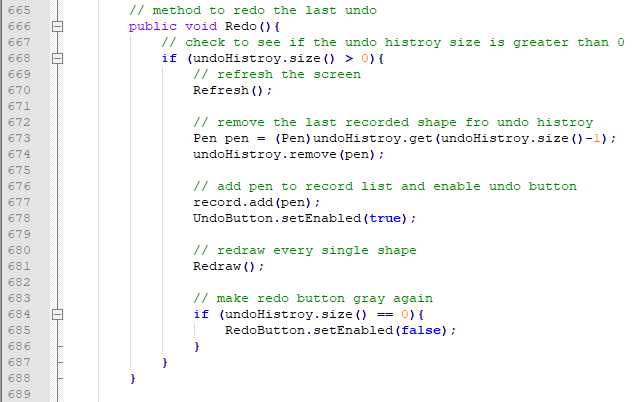 665 // method to redo the last undo
666 public void Redo(){
667 // check to see if the undo histroy size is greater than 0
668 if (undoHistroy.size() > 0){
669 // refresh the screen
670 Refresh();
671
672 // remove the last recorded shape fro undo histroy
673 Pen pen = (Pen)undoHistroy.get(undoHistroy.size()-1);
674 undoHistroy.remove(pen);
675
676 // add pen to record list and enable undo button
677 record.add(pen);
678 UndoButton.setEnabled(true);
679
680 // redraw every single shape
681 Redraw();
682
683 // make redo button gray again
684 if (undoHistroy.size() == 0){
685 RedoButton.setEnabled(false);
686 }
687 }
688 }
689